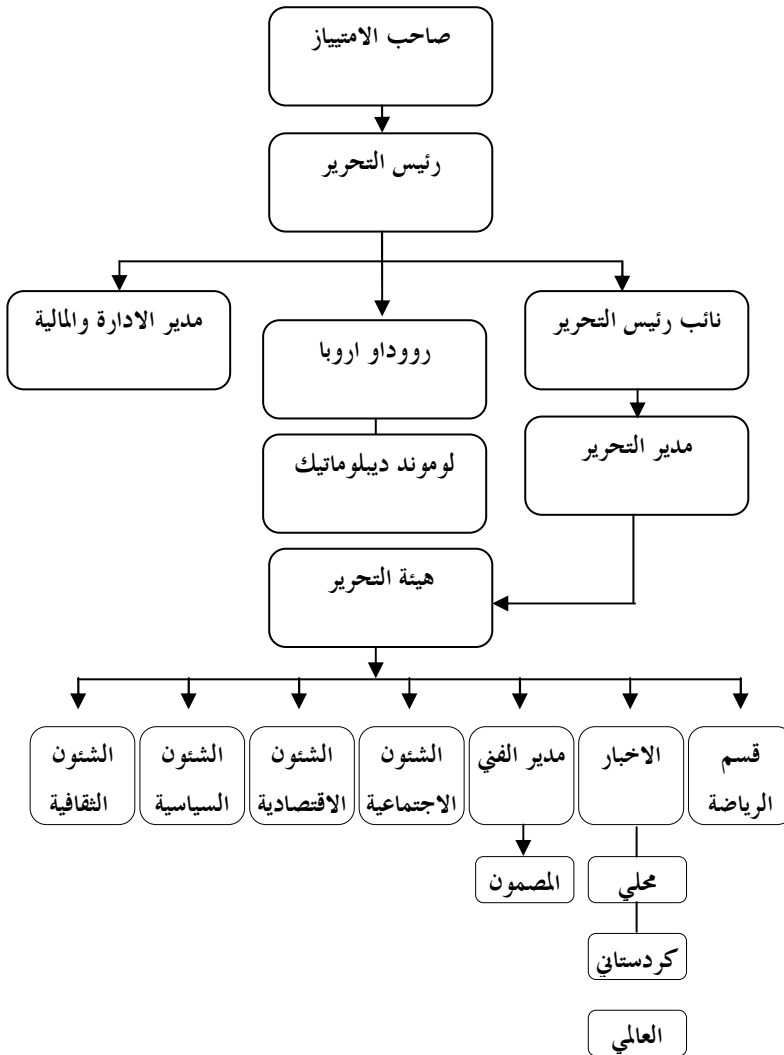 صاحب الامتيياز
رئيس التحرير
نائب رئيس التحرير
رووداو اروبا
مدير الادارة والمالية
مدير التحرير
لوموند ديبلوماتيك
هيئة التحرير
قسم
الرياضة
الاخبار
مدير الفني
الشئون
الاجتماعية
الشئون
الاقتصادية
الشئون
السياسية
الشئون
الثقافية
محلي
المصمون
كردستاني
العالمي